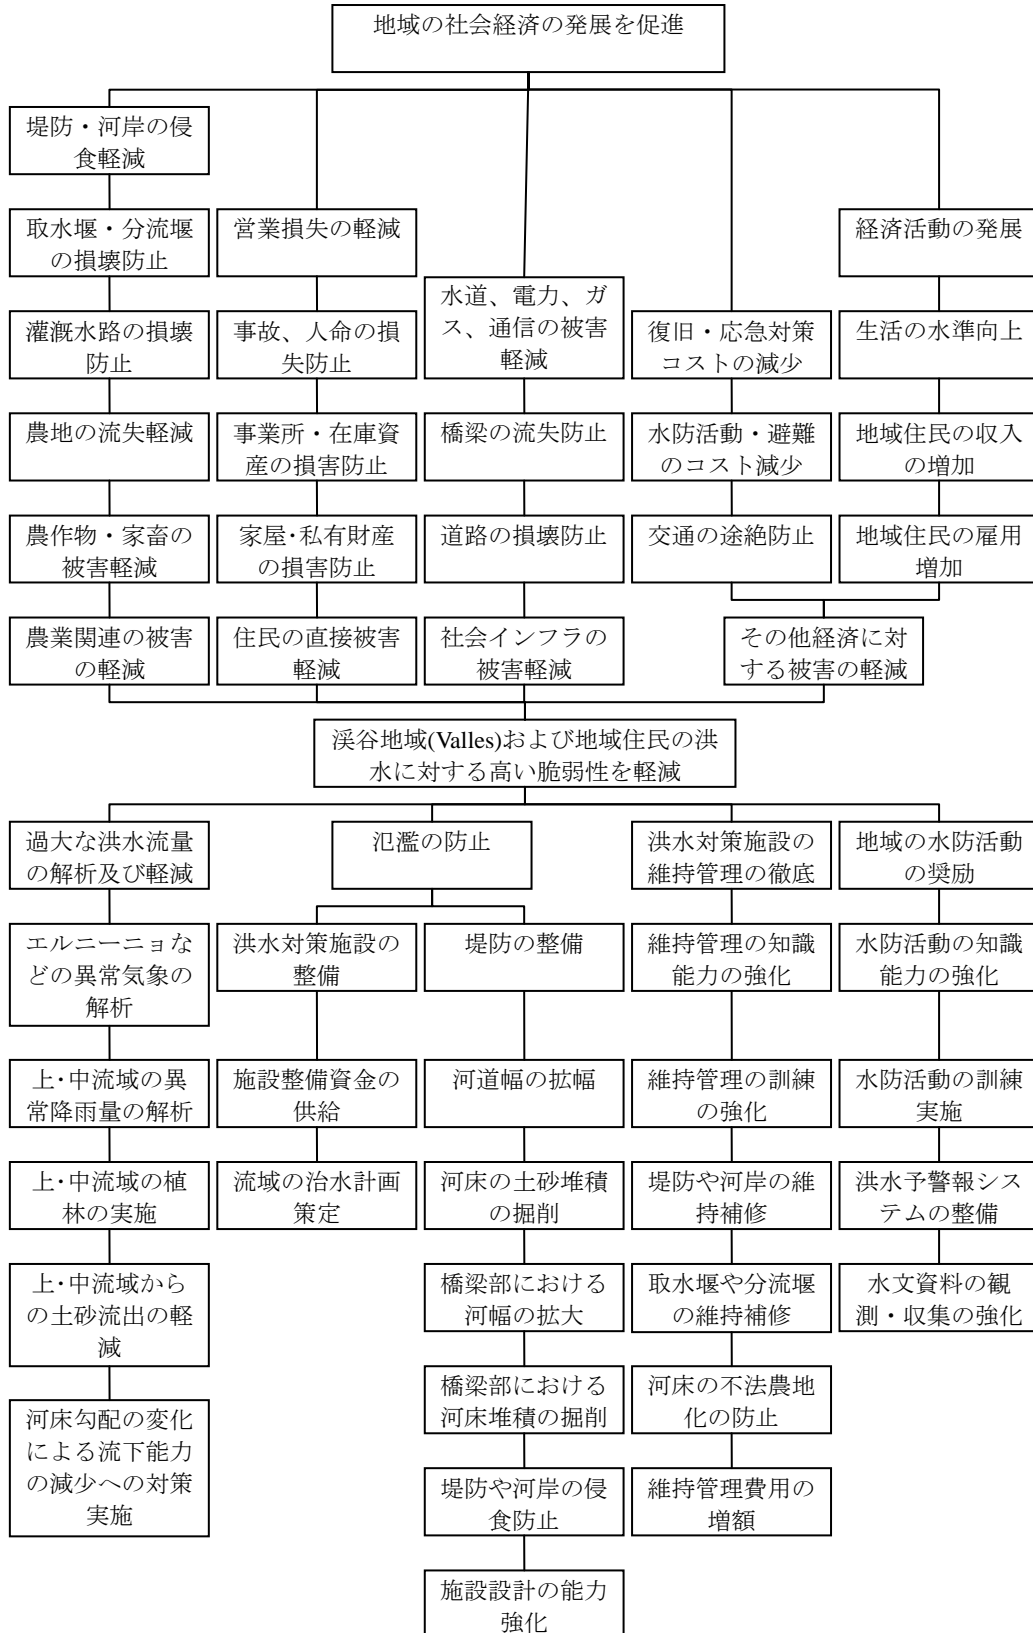 地域の社会経済の発展を促進
堤防・河岸の侵
食軽減
取水堰・分流堰
の損壊防止
営業損失の軽減
経済活動の発展
水道、電力、ガ
ス、通信の被害
軽減
灌漑水路の損壊
防止
事故、人命の損
失防止
復旧・応急対策
コストの減少
生活の水準向上
農地の流失軽減
事業所・在庫資
産の損害防止
橋梁の流失防止
水防活動・避難
のコスト減少
地域住民の収入
の増加
農作物・家畜の
被害軽減
家屋･私有財産
の損害防止
道路の損壊防止
交通の途絶防止
地域住民の雇用
増加
農業関連の被害
の軽減
住民の直接被害
軽減
社会インフラの
被害軽減
その他経済に対
する被害の軽減
渓谷地域(Valles)および地域住民の洪
水に対する高い脆弱性を軽減
過大な洪水流量
の解析及び軽減
氾濫の防止
洪水対策施設の
維持管理の徹底
地域の水防活動
の奨励
エルニーニョな
どの異常気象の
解析
洪水対策施設の
整備
堤防の整備
維持管理の知識
能力の強化
水防活動の知識
能力の強化
上･中流域の異
常降雨量の解析
施設整備資金の
供給
河道幅の拡幅
維持管理の訓練
の強化
水防活動の訓練
実施
上･中流域の植
林の実施
流域の治水計画
策定
河床の土砂堆積
の掘削
堤防や河岸の維
持補修
洪水予警報シス
テムの整備
上･中流域から
の土砂流出の軽
減
橋梁部における
河幅の拡大
取水堰や分流堰
の維持補修
水文資料の観
測・収集の強化
河床勾配の変化
による流下能力
の減少への対策
実施
橋梁部における
河床堆積の掘削
河床の不法農地
化の防止
堤防や河岸の侵
食防止
維持管理費用の
増額
施設設計の能力
強化